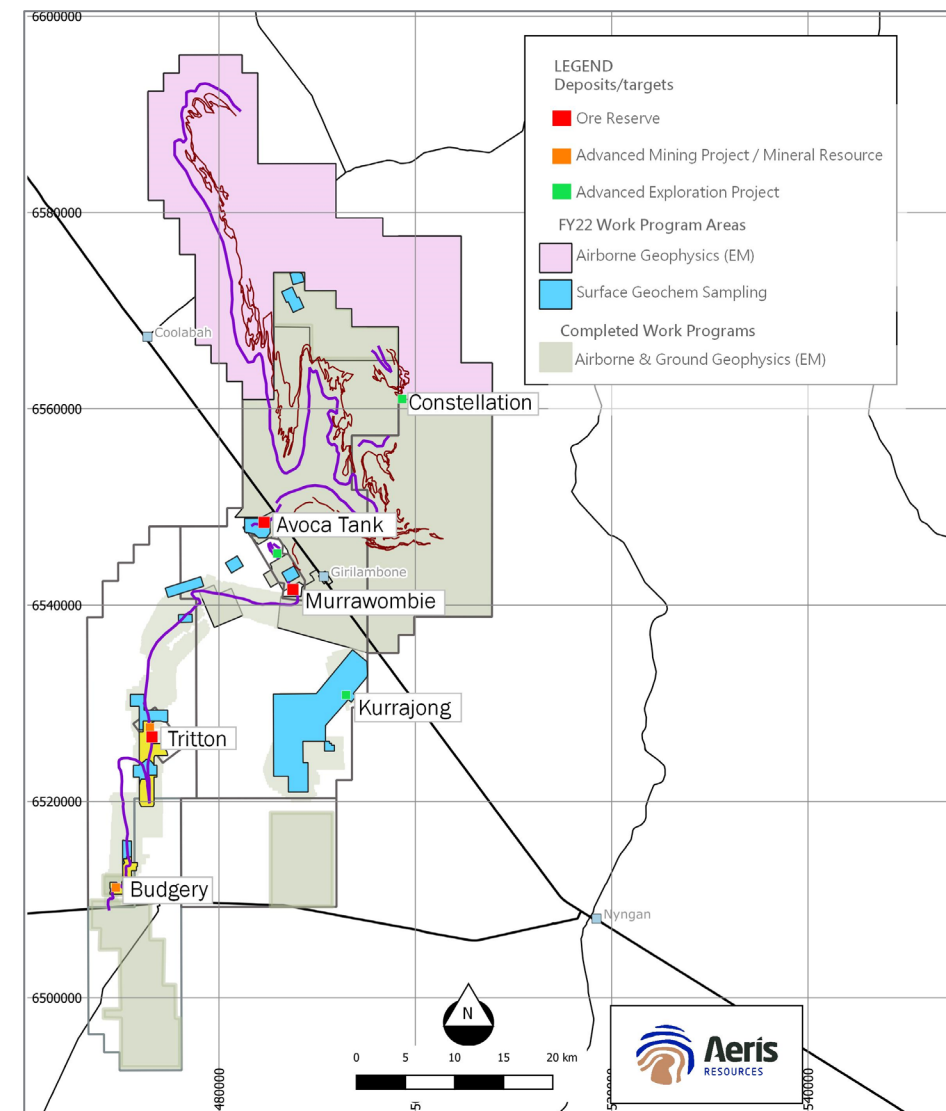 6600000
LEGEND
Deposits/targets
Ore Reserve
Advanced Mining Project / Mineral Resource
Advanced Exploration Project
FY22 Work Program Areas
Airborne Geophysics (EM)
Surface Geochem Sampling
Completed Work Programs
Airborne & Ground Geophysics (EM)
6580000
Coolabah
6560000
Constellation
Avoca Tank
Girilambone
6540000
Murrawombie
Kurrajong
Tritton
6520000
Budgery
Nyngan
6500000
N
0 5 10 15 20 km
Aeris
RESOURCES
480000
540000